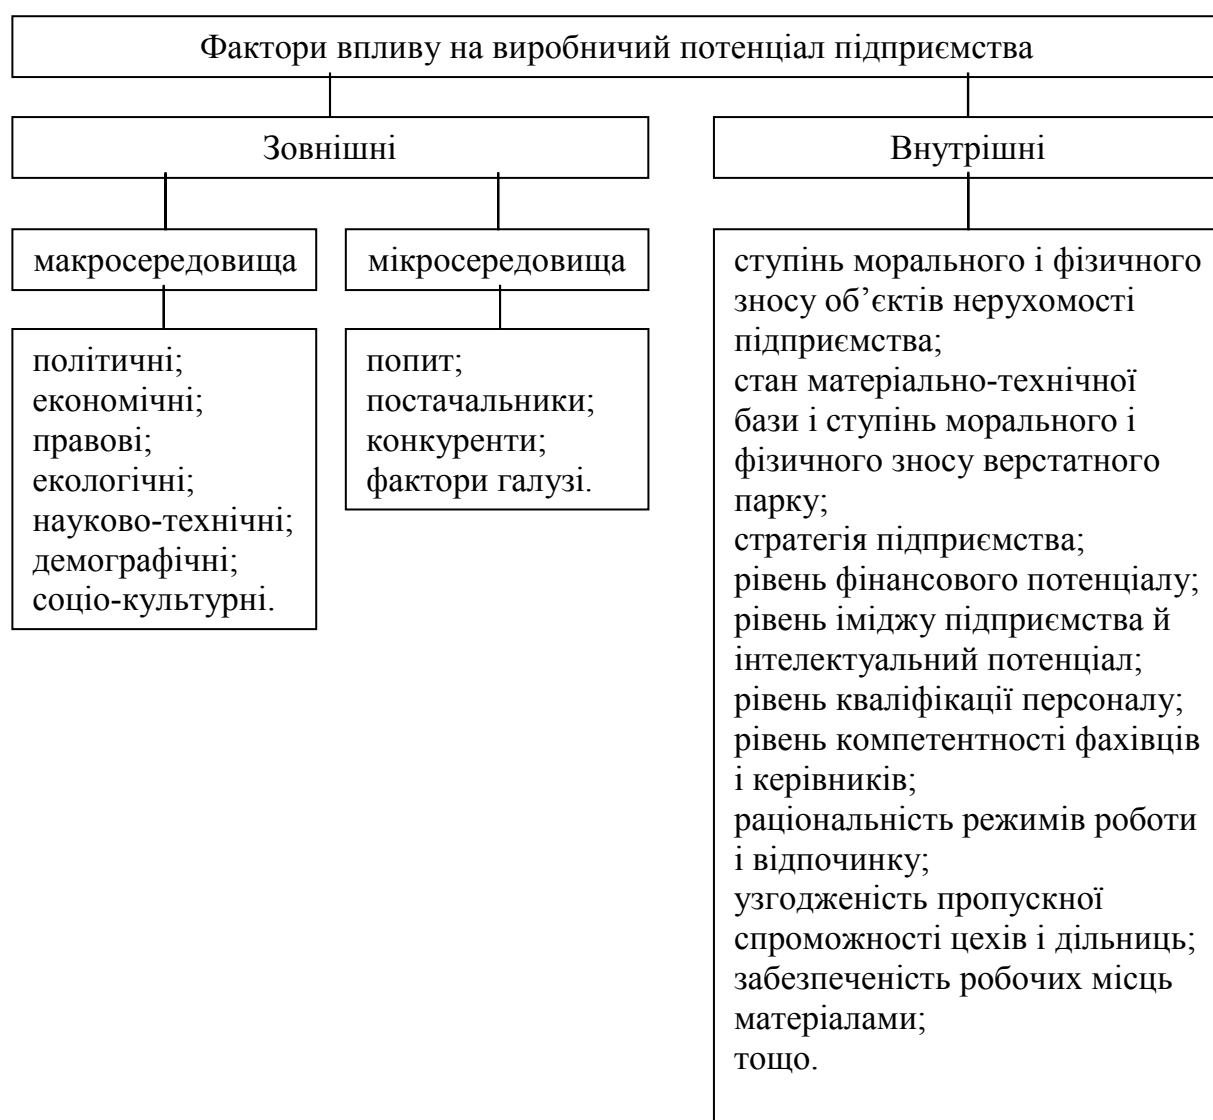 Фактори впливу на виробничий потенціал підприємства
Зовнішні
Внутрішні
макросередовища
мікросередовища
політичні;
економічні;
правові;
екологічні;
науково-технічні;
демографічні;
соціо-культурні.
попит;
постачальники;
конкуренти;
фактори галузі.
ступінь морального і фізичного
зносу об’єктів нерухомості
підприємства;
стан матеріально-технічної
бази і ступінь морального і
фізичного зносу верстатного
парку;
стратегія підприємства;
рівень фінансового потенціалу;
рівень іміджу підприємства й
інтелектуальний потенціал;
рівень кваліфікації персоналу;
рівень компетентності фахівців
і керівників;
раціональність режимів роботи
і відпочинку;
узгодженість пропускної
спроможності цехів і дільниць;
забезпеченість робочих місць
матеріалами;
тощо.